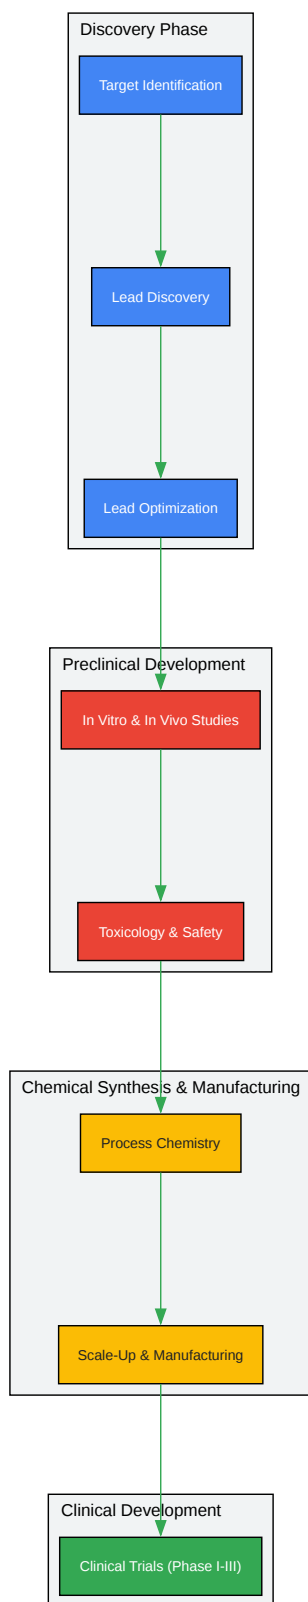 Discovery Phase
Target Identification
Lead Discovery
Lead Optimization
Preclinical Development
In Vitro & In Vivo Studies
Toxicology & Safety
Chemical Synthesis & Manufacturing
Process Chemistry
Scale-Up & Manufacturing
Clinical Development
Clinical Trials (Phase I-III)